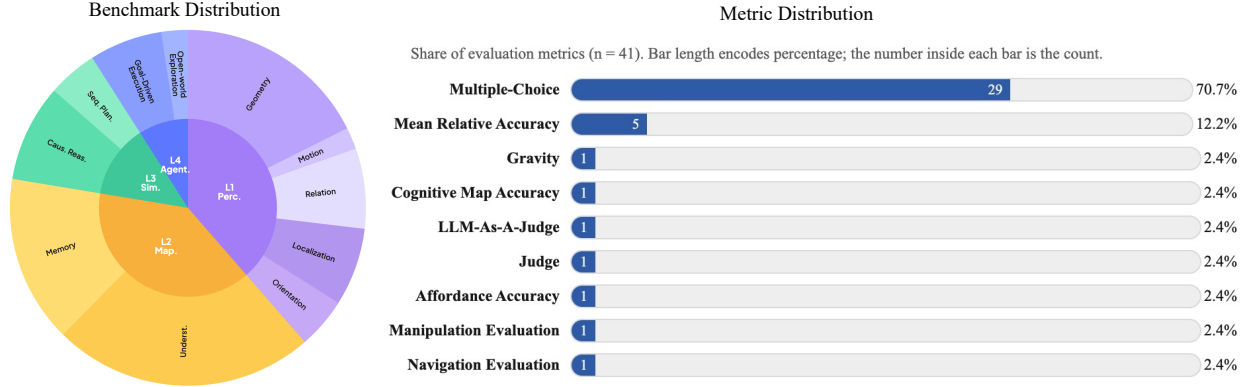 Benchmark Distribution
Geometry
Motion
Relation
Localization
Orientation
Underst.
Memory
Caus. Reas.
Seq. Plan.
Goal-Driven
Execution
Open-world
Exploration
L1
Perc.
L2
Map.
L3
Sim.
L4
Agent.
Metric Distribution
Share of evaluation metrics (n = 41). Bar length encodes percentage; the number inside each bar is the count.
Multiple-Choice 29 70.7%
Mean Relative Accuracy 5 12.2%
Gravity 1 2.4%
Cognitive Map Accuracy 1 2.4%
LLM-As-A-Judge 1 2.4%
Judge 1 2.4%
Affordance Accuracy 1 2.4%
Manipulation Evaluation 1 2.4%
Navigation Evaluation 1 2.4%